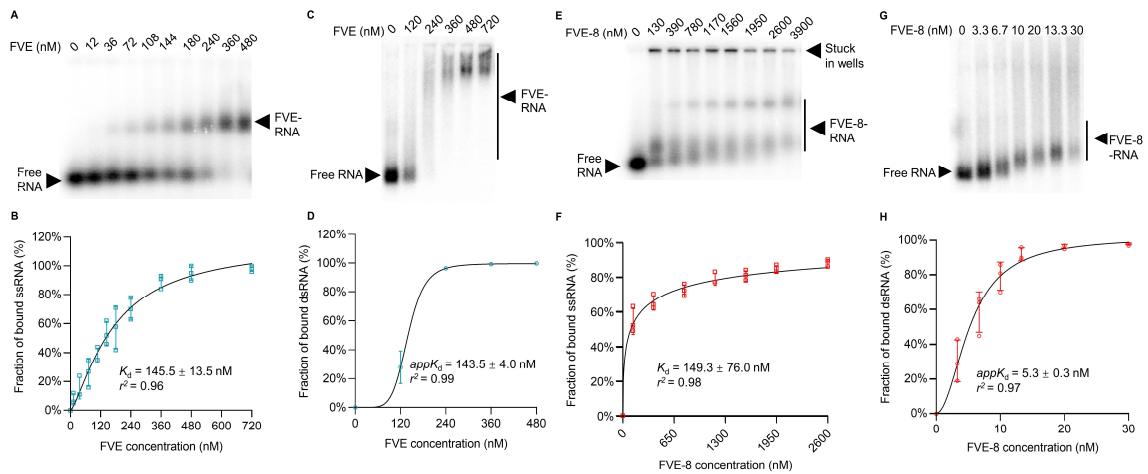 A
FVE (nM)
0 12 36 72 108 144 180 240 360 480
Free
RNA
FVE-
RNA
B
Fraction of bound ssRNA (%)
120%
100%
80%
60%
40%
20%
0%
Kd = 145.5 ± 13.5 nM
r² = 0.96
0 120 240 360 480 600 720
FVE concentration (nM)
C
FVE (nM)
0 120 240 360 480 720
Free RNA
FVE-
RNA
D
Fraction of bound dsRNA (%)
120%
100%
80%
60%
40%
20%
0%
appKd = 143.5 ± 4.0 nM
r² = 0.99
0 120 240 360 480
FVE concentration (nM)
E
FVE-8 (nM)
0 130 390 780 1170 1560 1950 2600 3900
Stuck
in wells
Free
RNA
FVE-8-
RNA
F
Fraction of bound ssRNA (%)
100%
80%
60%
40%
20%
0%
Kd = 149.3 ± 76.0 nM
r² = 0.98
0 650 1300 1950 2600
FVE-8 concentration (nM)
G
FVE-8 (nM)
0 3.3 6.7 10 20 13.3 30
Free RNA
FVE-8
-RNA
H
Fraction of bound dsRNA (%)
100%
80%
60%
40%
20%
0%
appKd = 5.3 ± 0.3 nM
r² = 0.97
0 10 20 30
FVE-8 concentration (nM)